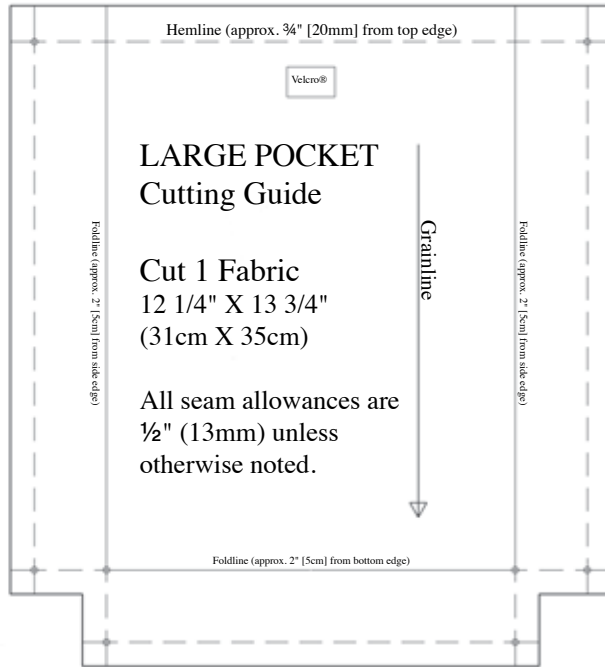 Hemline (approx. ¾" [20mm] from top edge)
Velcro®
LARGE POCKET
Cutting Guide
Cut 1 Fabric
12 1/4" X 13 3/4"
(31cm X 35cm)
All seam allowances are
½" (13mm) unless
otherwise noted.
Foldline (approx. 2" [5cm] from side edge)
Grainline
Foldline (approx. 2" [5cm] from side edge)
Foldline (approx. 2" [5cm] from bottom edge)